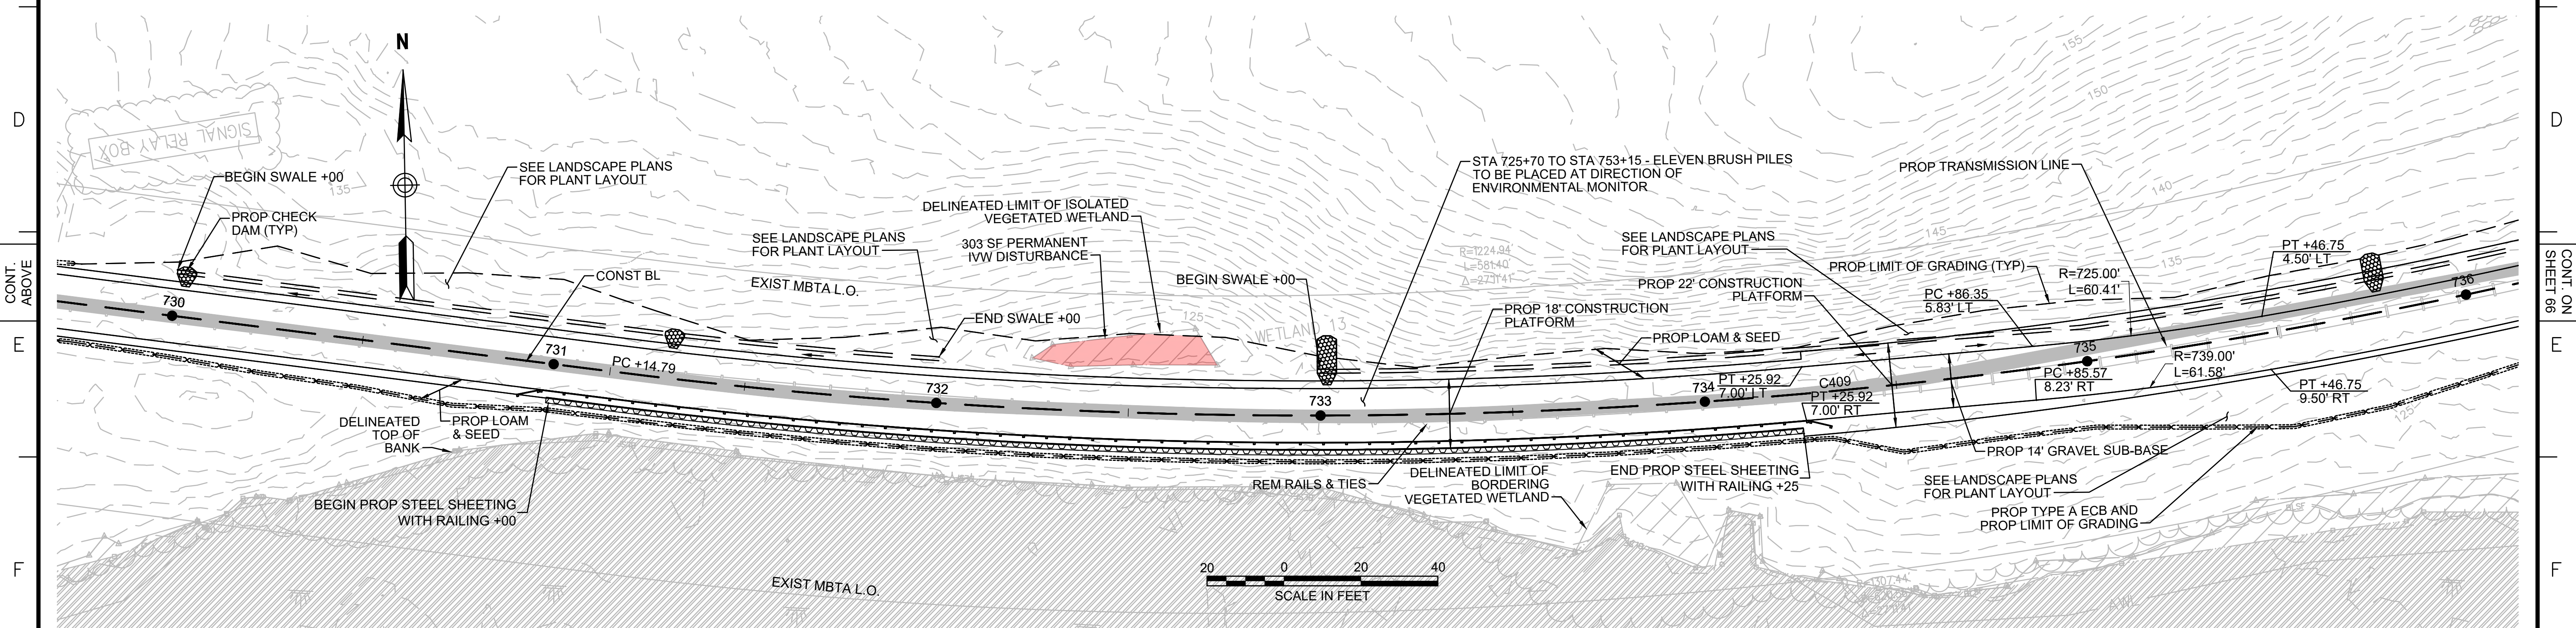 N
D
D
155
150
SIGNAL RELAY BOX
135
BEGIN SWALE +00
SEE LANDSCAPE PLANS
FOR PLANT LAYOUT
STA 725+70 TO STA 753+15 - ELEVEN BRUSH PILES
TO BE PLACED AT DIRECTION OF
ENVIRONMENTAL MONITOR
PROP TRANSMISSION LINE
140
PROP CHECK
DAM (TYP)
DELINEATED LIMIT OF ISOLATED
VEGETATED WETLAND
145
SEE LANDSCAPE PLANS
FOR PLANT LAYOUT
303 SF PERMANENT
IVW DISTURBANCE
R=1224.94
L=581.40
Δ=27.11'41"
SEE LANDSCAPE PLANS
FOR PLANT LAYOUT
PT +46.75
4.50' LT
135
CONT.
ABOVE
CONT. ON
SHEET 66
CONST BL
EXIST MBTA L.O.
BEGIN SWALE +00
PROP LIMIT OF GRADING (TYP)
R=725.00'
L=60.41'
PROP 22' CONSTRUCTION
PLATFORM
PC +86.35
5.83' LT
736
730
PROP 18' CONSTRUCTION
PLATFORM
END SWALE +00
125
WETLAND 13
PROP LOAM & SEED
E
E
731
PC +14.79
735
R=739.00'
L=61.58'
PC +85.57
8.23' RT
PT +46.75
9.50' RT
732
733
734
PT +25.92
7.00' LT
C409
PT +25.92
7.00' RT
125
DELINEATED
TOP OF
BANK
PROP LOAM
& SEED
PROP 14' GRAVEL SUB-BASE
REM RAILS & TIES
DELINEATED LIMIT OF
BORDERING
VEGETATED WETLAND
END PROP STEEL SHEETING
WITH RAILING +25
SEE LANDSCAPE PLANS
FOR PLANT LAYOUT
BEGIN PROP STEEL SHEETING
WITH RAILING +00
PROP TYPE A ECB AND
PROP LIMIT OF GRADING
F
F
EXIST MBTA L.O.
20 0 20 40
SCALE IN FEET
AWL